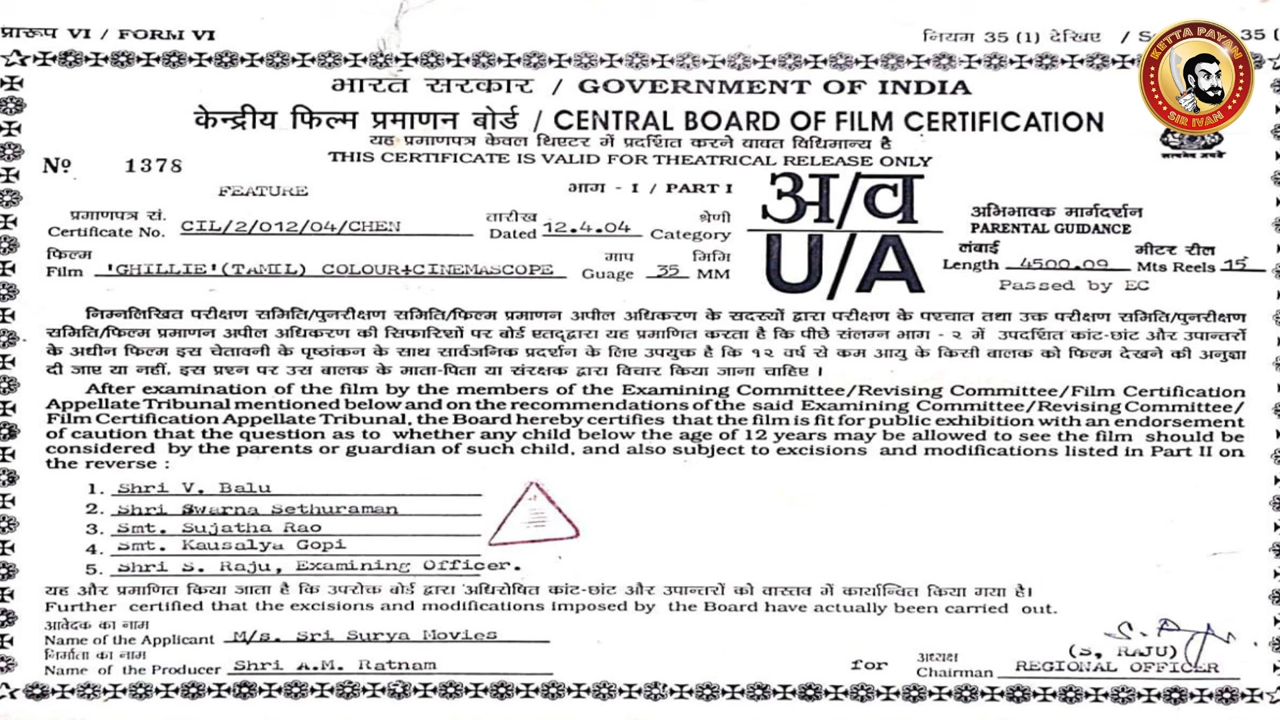 प्रारूप VI / FORM VI
नियम 35 (1) देखिए / S 35 (
KETTA PAYAN
SIR IVAN
भारत सरकार / GOVERNMENT OF INDIA
केन्द्रीय फिल्म प्रमाणन बोर्ड / CENTRAL BOARD OF FILM CERTIFICATION
यह प्रमाणपत्र केवल थिएटर में प्रदर्शित करने बावत विधिमान्य है
THIS CERTIFICATE IS VALID FOR THEATRICAL RELEASE ONLY
सत्यमेव जयते
Nº 1378
FEATURE
भाग - I / PART I
अ/व
U/A
प्रमाणपत्र सं.
Certificate No. CIL/2/012/04/CHEN
तारीख
Dated 12.4.04
श्रेणी
Category
अभिभावक मार्गदर्शन
PARENTAL GUIDANCE
फिल्म
Film 'GHILLIE'(TAMIL) COLOUR+CINEMASCOPE
माप मिमि
Guage 35 MM
लंबाई मीटर रील
Length 4500.09 Mts Reels 15
Passed by EC
निम्नलिखित परीक्षण समिति/पुनरीक्षण समिति/फिल्म प्रमाणन अपील अधिकरण के सदस्यों द्वारा परीक्षण के पश्चात तथा उक्त परीक्षण समिति/पुनरीक्षण
समिति/फिल्म प्रमाणन अपील अधिकरण की सिफारिशों पर बोर्ड एतद्द्वारा यह प्रमाणित करता है कि पीछे संलग्न भाग - २ में उपदर्शित कांट-छांट और उपान्तरों
के अधीन फिल्म इस चेतावनी के पृष्ठांकन के साथ सार्वजनिक प्रदर्शन के लिए उपयुक्त है कि १२ वर्ष से कम आयु के किसी बालक को फिल्म देखने की अनुज्ञा
दी जाए या नहीं, इस प्रश्न पर उस बालक के माता-पिता या संरक्षक द्वारा विचार किया जाना चाहिए ।
After examination of the film by the members of the Examining Committee/Revising Committee/Film Certification
Appellate Tribunal mentioned below and on the recommendations of the said Examining Committee/Revising Committee/
Film Certification Appellate Tribunal, the Board hereby certifies that the film is fit for public exhibition with an endorsement
of caution that the question as to whether any child below the age of 12 years may be allowed to see the film should be
considered by the parents or guardian of such child, and also subject to excisions and modifications listed in Part II on
the reverse :
1. Shri V. Balu
2. Shri Swarna Sethuraman
3. Smt. Sujatha Rao
4. Smt. Kausalya Gopi
5. Shri S. Raju, Examining Officer.
यह और प्रमाणित किया जाता है कि उपरोक्त बोर्ड द्वारा अधिरोपित कांट-छांट और उपान्तरों को वास्तव में कार्यान्वित किया गया है।
Further certified that the excisions and modifications imposed by the Board have actually been carried out.
आवेदक का नाम
Name of the Applicant M/s. Sri Surya Movies
निर्माता का नाम
Name of the Producer Shri A.M. Ratnam
for
अध्यक्ष
Chairman
(S. RAJU)
REGIONAL OFFICER